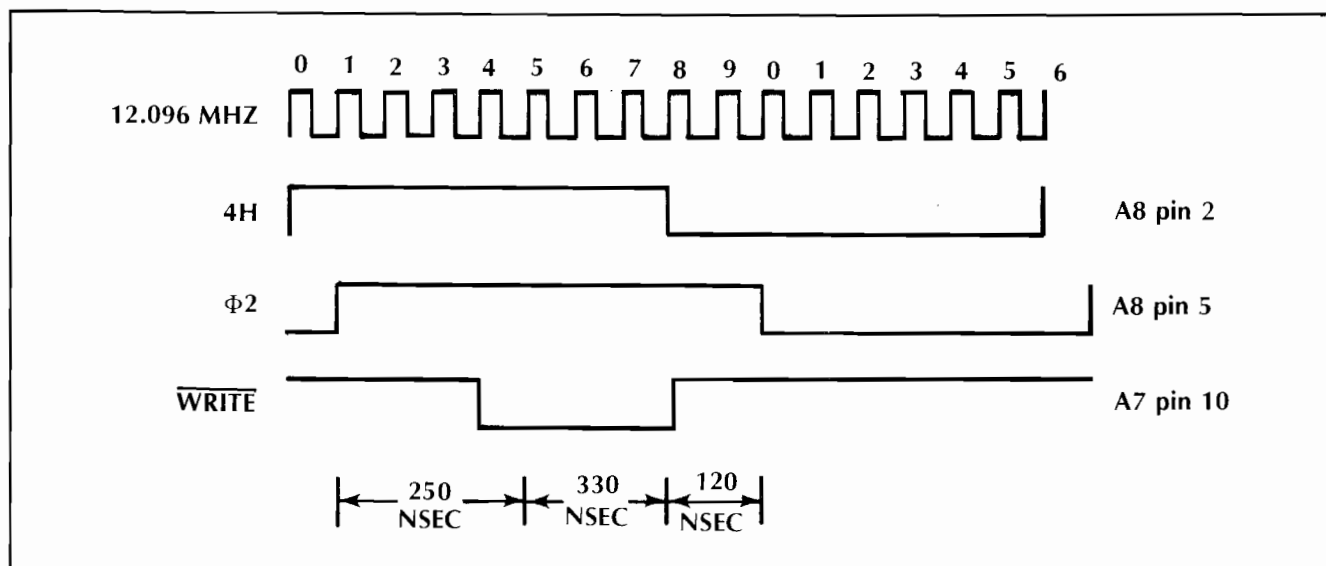 0 1 2 3 4 5 6 7 8 9 0 1 2 3 4 5 6
12.096 MHZ
4H A8 pin 2
Φ2 A8 pin 5
WRITE A7 pin 10
250 330 120
NSEC NSEC NSEC